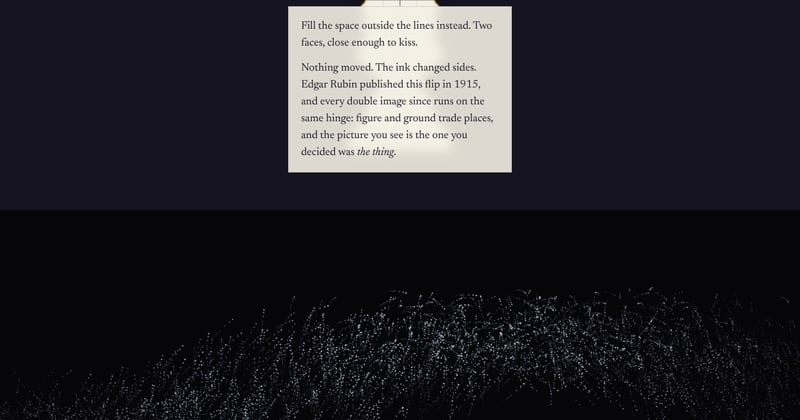 Fill the space outside the lines instead. Two
faces, close enough to kiss.
Nothing moved. The ink changed sides.
Edgar Rubin published this flip in 1915,
and every double image since runs on the
same hinge: figure and ground trade places,
and the picture you see is the one you
decided was the thing.